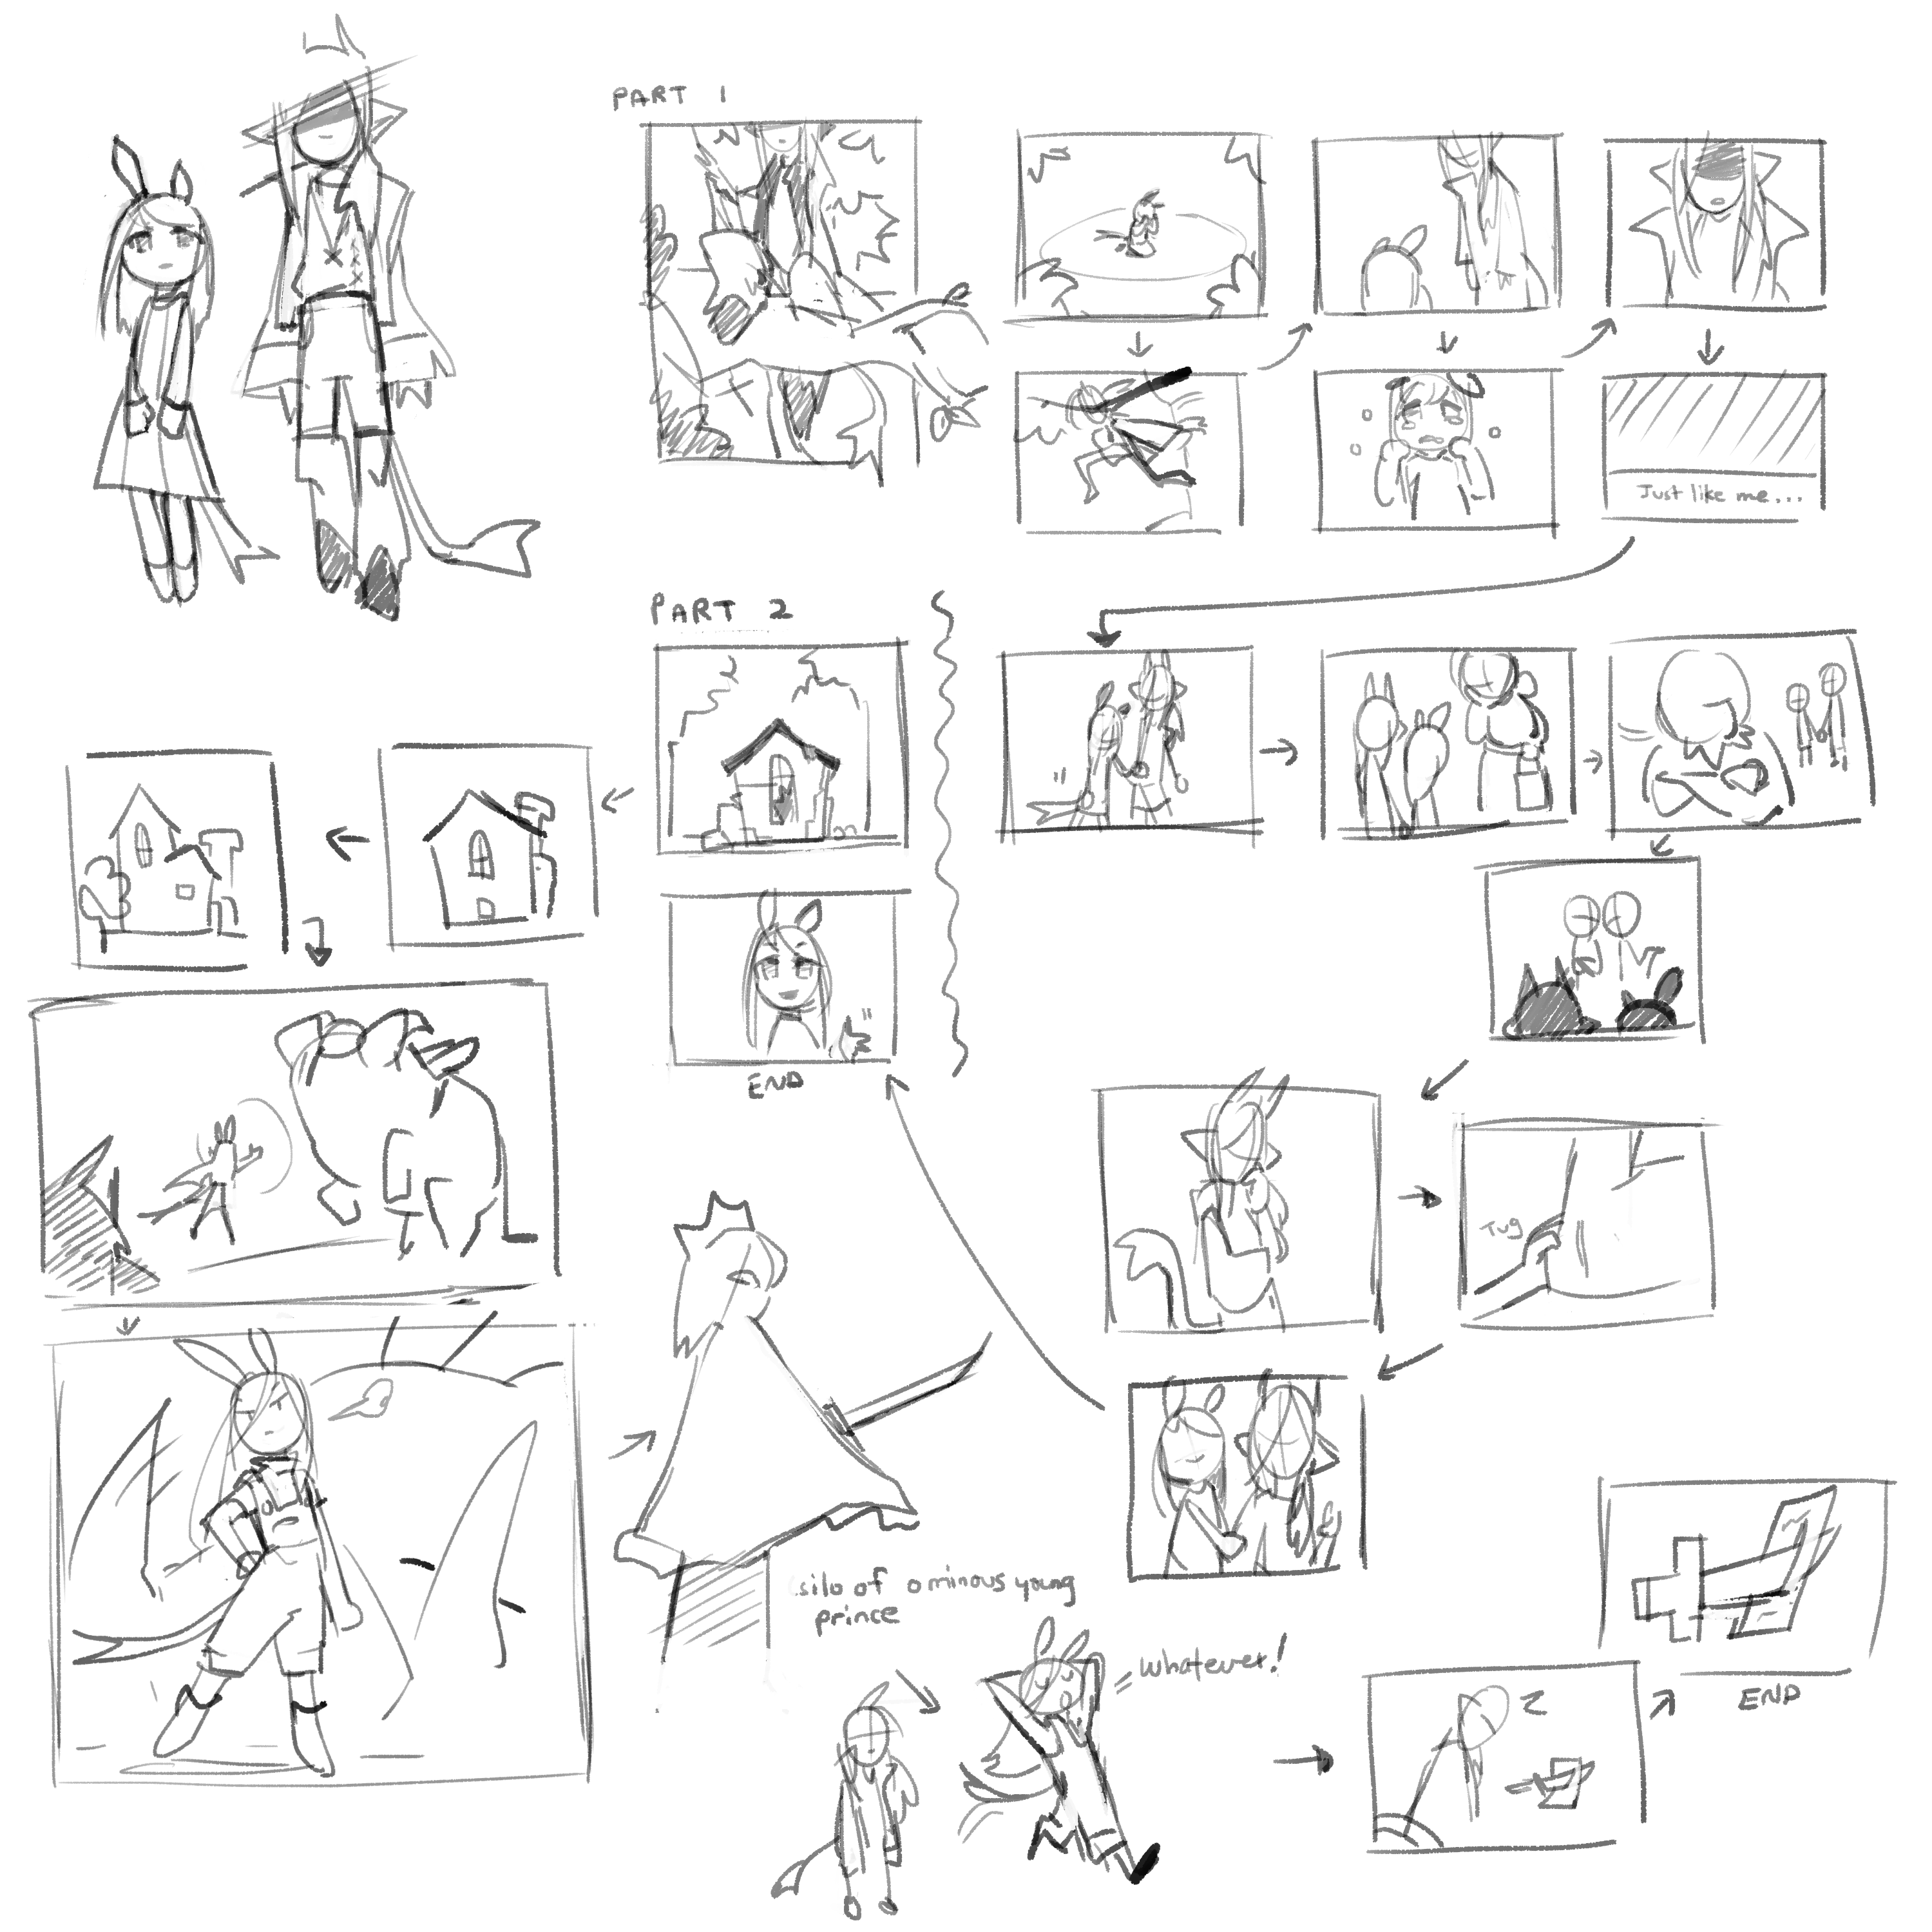 PART 1
Just like me...
PART 2
END
Tug
silo of ominous young
prince
whatever!
END